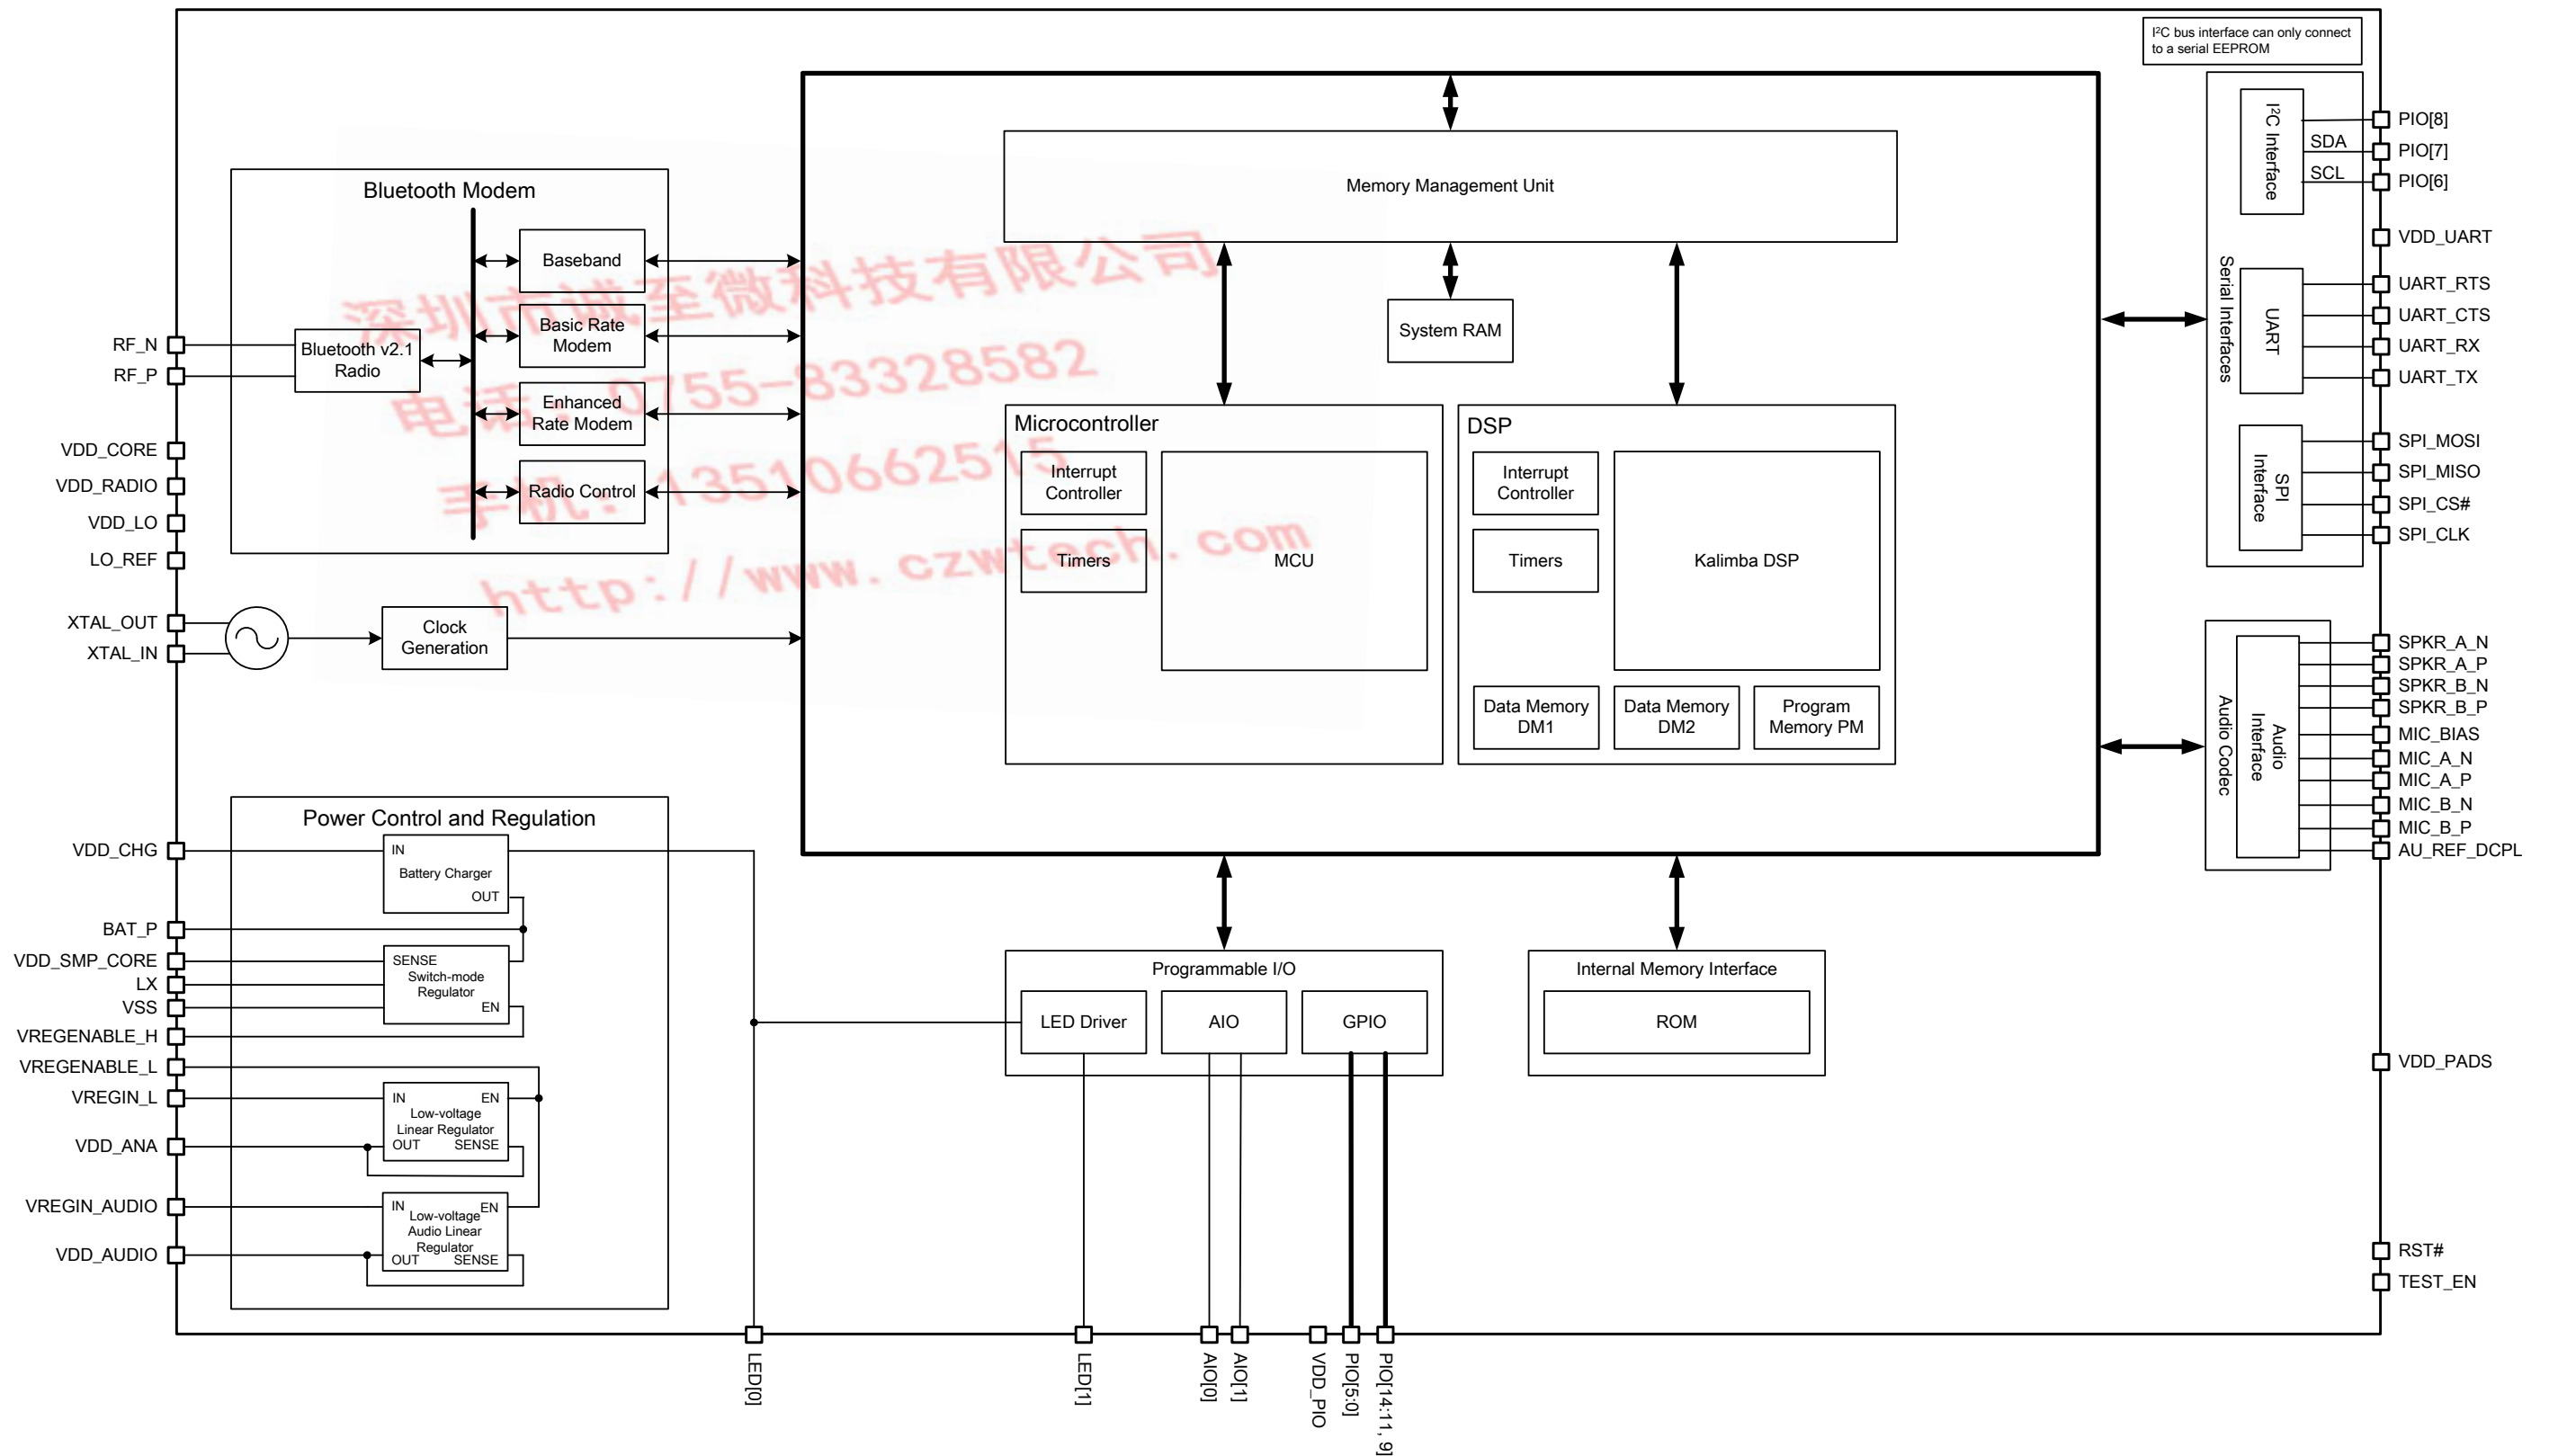 I²C bus interface can only connect
to a serial EEPROM
Bluetooth Modem
Baseband
Basic Rate
Modem
Enhanced
Rate Modem
Radio Control
Bluetooth v2.1
Radio
RF_N
RF_P
VDD_CORE
VDD_RADIO
VDD_LO
LO_REF
XTAL_OUT
XTAL_IN
Clock
Generation
Memory Management Unit
System RAM
Microcontroller
Interrupt
Controller
Timers
MCU
DSP
Interrupt
Controller
Timers
Kalimba DSP
Data Memory
DM1
Data Memory
DM2
Program
Memory PM
I²C Interface
SDA
SCL
Serial Interfaces
UART
SPI
Interface
PIO[8]
PIO[7]
PIO[6]
VDD_UART
UART_RTS
UART_CTS
UART_RX
UART_TX
SPI_MOSI
SPI_MISO
SPI_CS#
SPI_CLK
Audio Codec
Audio
Interface
SPKR_A_N
SPKR_A_P
SPKR_B_N
SPKR_B_P
MIC_BIAS
MIC_A_N
MIC_A_P
MIC_B_N
MIC_B_P
AU_REF_DCPL
VDD_PADS
RST#
TEST_EN
Power Control and Regulation
IN
Battery Charger
OUT
SENSE
Switch-mode
Regulator
EN
IN
EN
Low-voltage
Linear Regulator
OUT
SENSE
IN
EN
Low-voltage
Audio Linear
Regulator
OUT
SENSE
VDD_CHG
BAT_P
VDD_SMP_CORE
LX
VSS
VREGENABLE_H
VREGENABLE_L
VREGIN_L
VDD_ANA
VREGIN_AUDIO
VDD_AUDIO
Programmable I/O
LED Driver
AIO
GPIO
Internal Memory Interface
ROM
LED[0]
LED[1]
AIO[0]
AIO[1]
VDD_PIO
PIO[5:0]
PIO[14:11, 9]
深圳市诚至微科技有限公司
电话：0755-83328582
手机：13510662515
http://www.czwtech.com